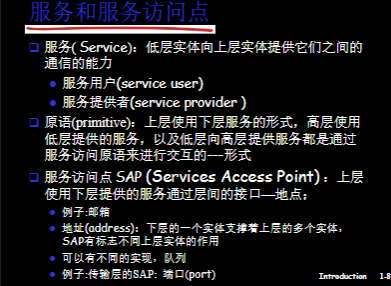 服务和服务访问点
服务( Service): 低层实体向上层实体提供它们之间的
通信的能力
服务用户(service user)
服务提供者(service provider )
原语(primitive): 上层使用下层服务的形式, 高层使用
低层提供的服务, 以及低层向高层提供服务都是通过
服务访问原语来进行交互的---形式
服务访问点 SAP (Services Access Point) : 上层
使用下层提供的服务通过层间的接口—地点;
例子:邮箱
地址(address): 下层的一个实体支撑着上层的多个实体,
SAP有标志不同上层实体的作用
可以有不同的实现, 队列
例子:传输层的SAP: 端口(port)
Introduction 1-8